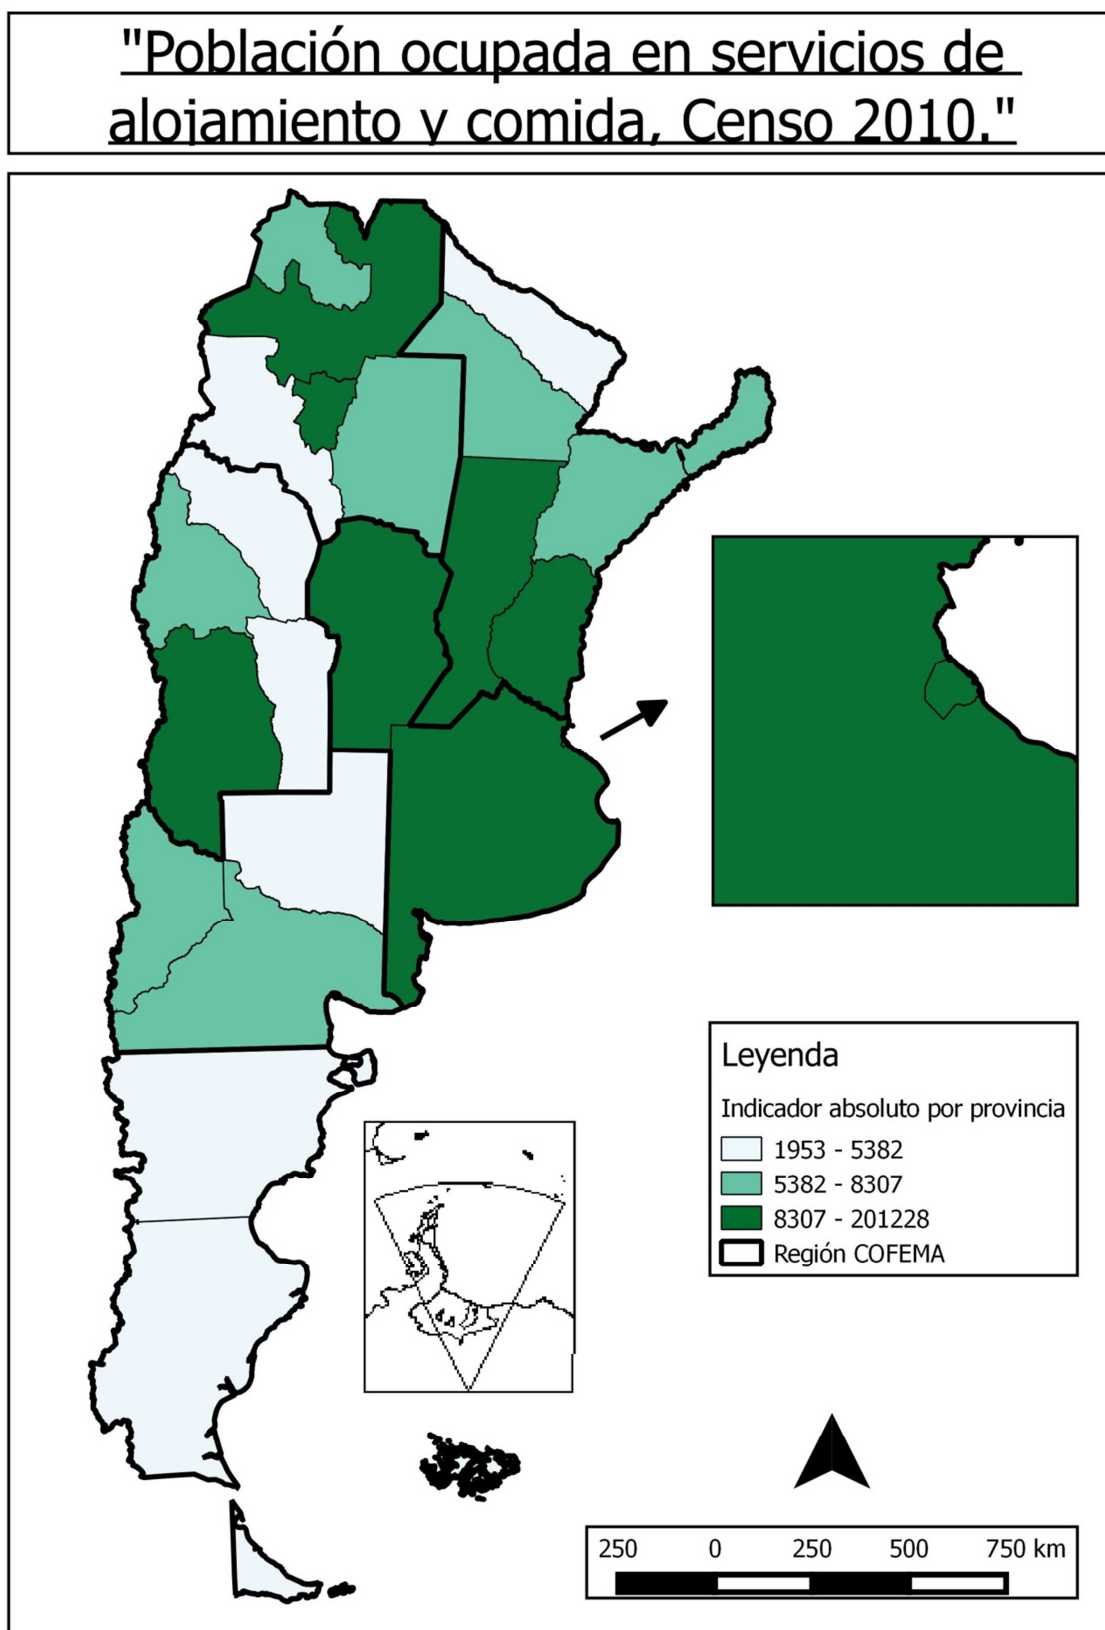 "Población ocupada en servicios de
alojamiento y comida, Censo 2010."
Leyenda
Indicador absoluto por provincia
1953 - 5382
5382 - 8307
8307 - 201228
Región COFEMA
250 0 250 500 750 km